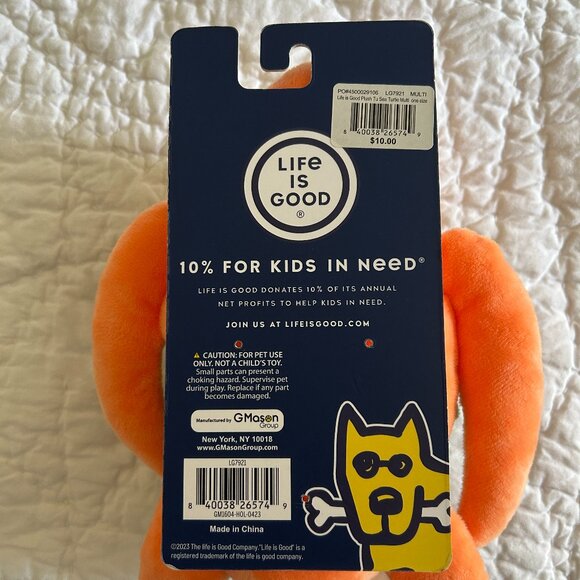 PO#4500029106 LG7921 MULTI
Life is Good Plush TJ Sea Turtle Multi one size
8 40038 26574 9
$10.00
LIFE
IS
GOOD
®
10% FOR KIDS IN NeeD®
LIFE IS GOOD DONATES 10% OF ITS ANNUAL
NET PROFITS TO HELP KIDS IN NEED.
JOIN US AT LIFEISGOOD.COM
CAUTION: FOR PET USE
ONLY. NOT A CHILD'S TOY.
Small parts can present a
choking hazard. Supervise pet
during play. Replace if any part
becomes damaged.
Manufactured by GMason
Group
New York, NY 10018
www.GMasonGroup.com
LG7921
8 40038 26574 9
GM1604-HOL-0423
Made in China
©2023 The life is Good Company."Life is Good" is a
registered trademark of The life is Good Company.